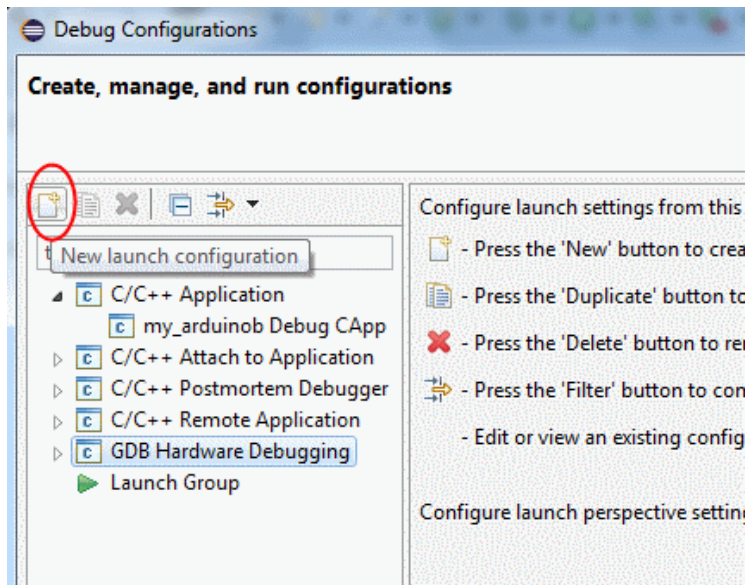 Debug Configurations
Create, manage, and run configurations
New launch configuration
C/C++ Application
my_arduinob Debug CApp
C/C++ Attach to Application
C/C++ Postmortem Debugger
C/C++ Remote Application
GDB Hardware Debugging
Launch Group
Configure launch settings from this
- Press the 'New' button to crea
- Press the 'Duplicate' button to
- Press the 'Delete' button to re
- Press the 'Filter' button to con
- Edit or view an existing config
Configure launch perspective setting